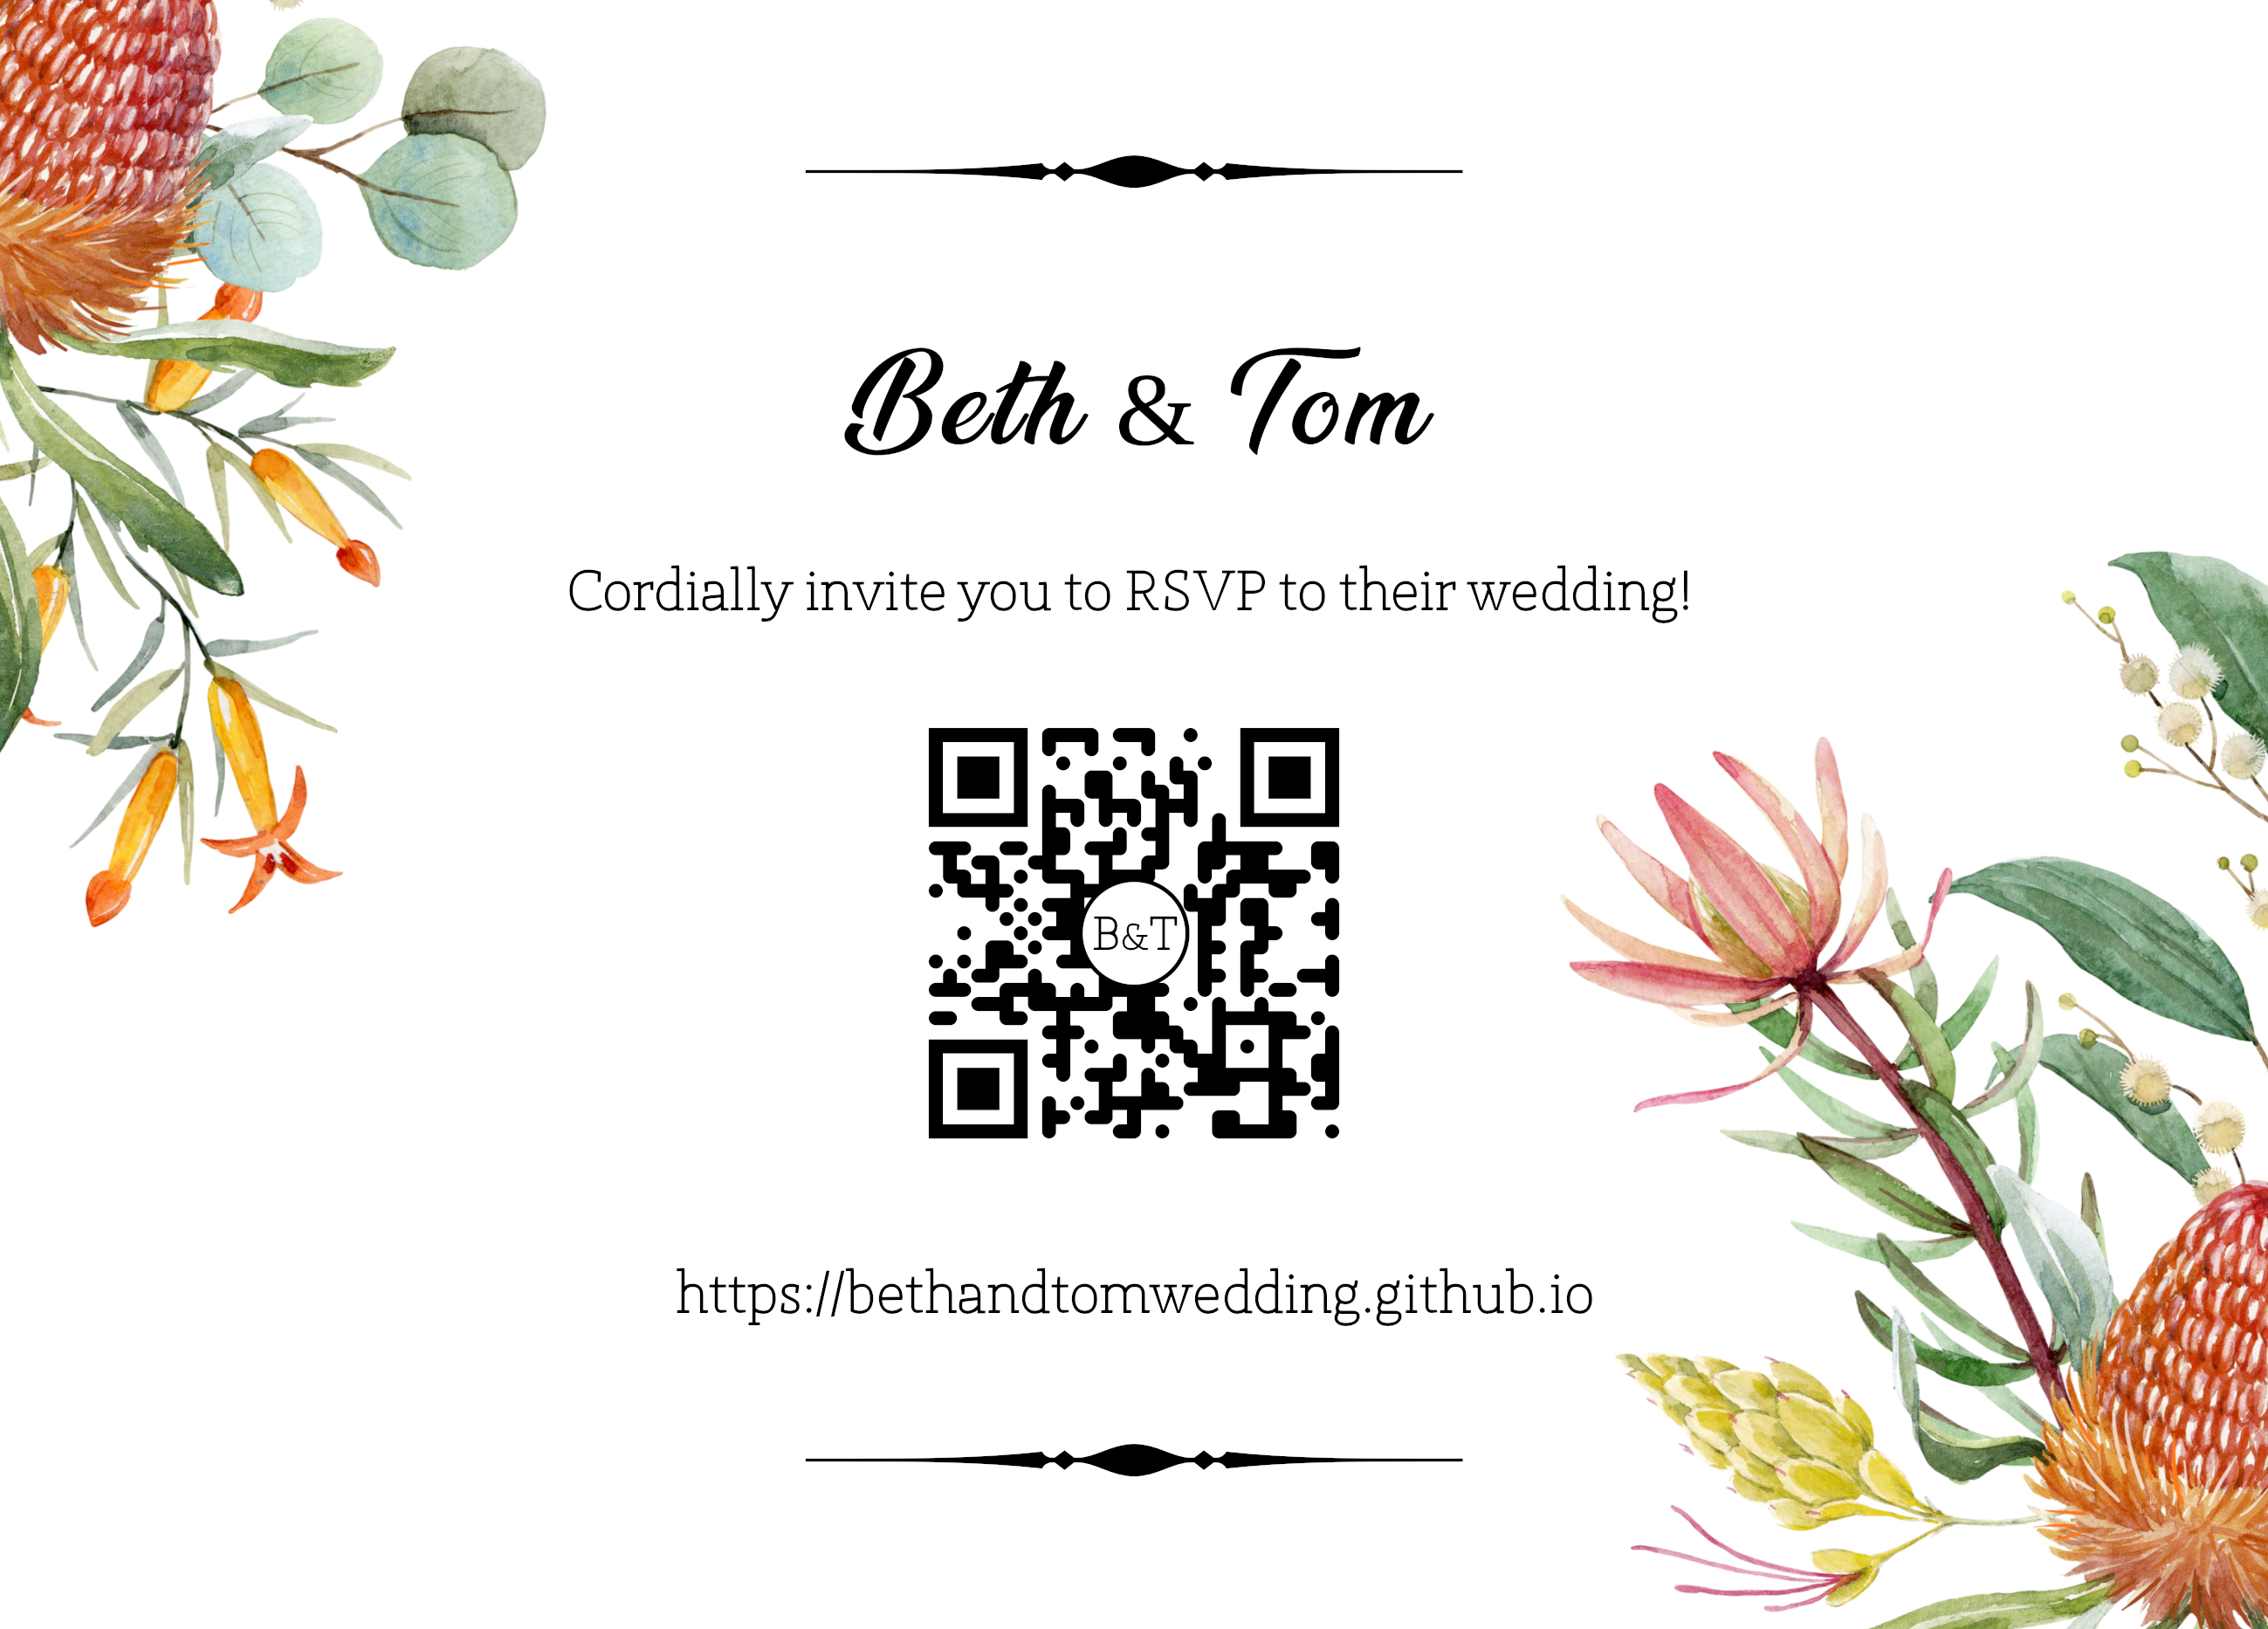 Beth & Tom
Cordially invite you to RSVP to their wedding!
B&T
https://bethandtomwedding.github.io